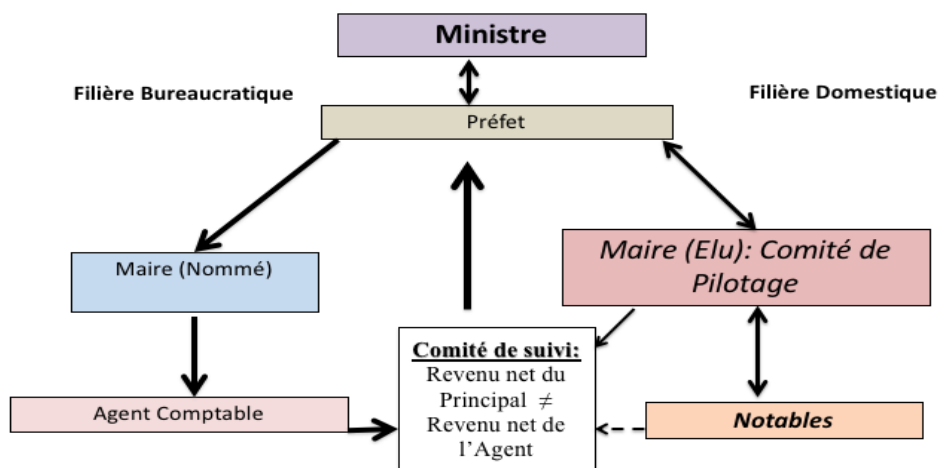 Ministre
Filière Bureaucratique
Filière Domestique
Préfet
Maire (Nommé)
Maire (Elu): Comité de
Pilotage
Comité de suivi:
Revenu net du
Principal ≠
Revenu net de
l'Agent
Agent Comptable
Notables